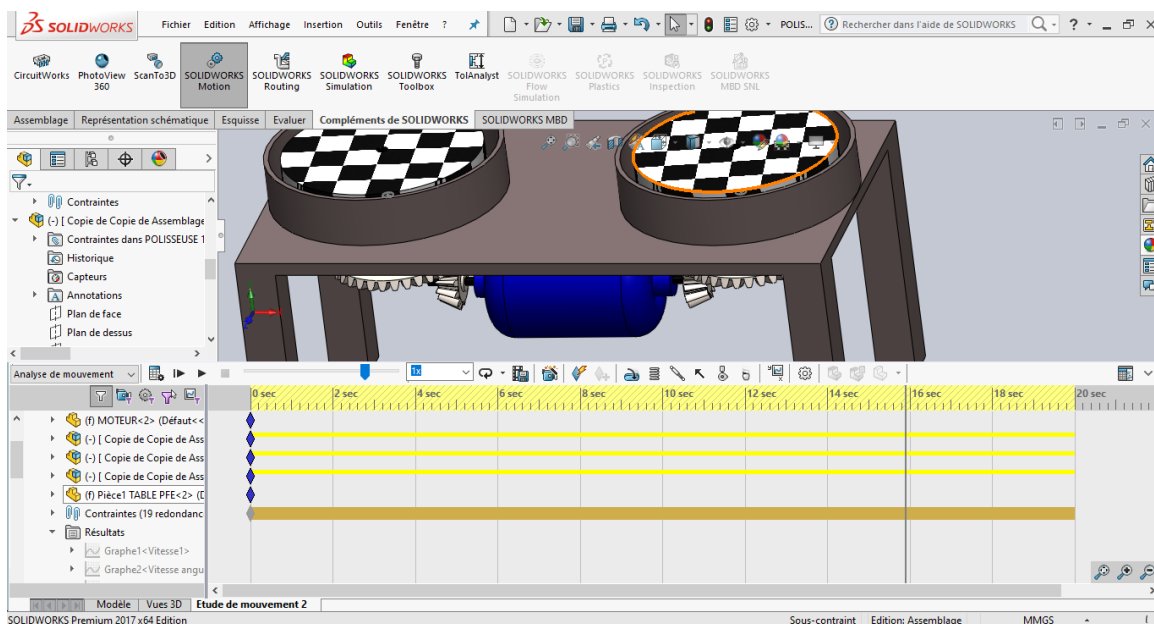 SOLIDWORKS Fichier Edition Affichage Insertion Outils Fenêtre ? POLIS... Rechercher dans l'aide de SOLIDWORKS ?
CircuitWorks PhotoView 360 ScanTo3D SOLIDWORKS Motion SOLIDWORKS Routing SOLIDWORKS Simulation SOLIDWORKS Toolbox TolAnalyst SOLIDWORKS Flow Simulation SOLIDWORKS Plastics SOLIDWORKS Inspection SOLIDWORKS MBD SNL
Assemblage Représentation schématique Esquisse Evaluer Compléments de SOLIDWORKS SOLIDWORKS MBD
Contraintes
(-) [ Copie de Copie de Assemblage
Contraintes dans POLISSEUSE 1
Historique
Capteurs
Annotations
Plan de face
Plan de dessus
Analyse de mouvement 1x
0 sec 2 sec 4 sec 6 sec 8 sec 10 sec 12 sec 14 sec 16 sec 18 sec 20 sec
(f) MOTEUR<2> (Défaut<<
(-) [ Copie de Copie de Ass
(-) [ Copie de Copie de Ass
(-) [ Copie de Copie de Ass
(f) Pièce1 TABLE PFE<2> (D
Contraintes (19 redondanc
Résultats
Graphe1<Vitesse1>
Graphe2<Vitesse angu
Modèle Vues 3D Etude de mouvement 2
SOLIDWORKS Premium 2017 x64 Edition Sous-contraint Edition: Assemblage MMGS